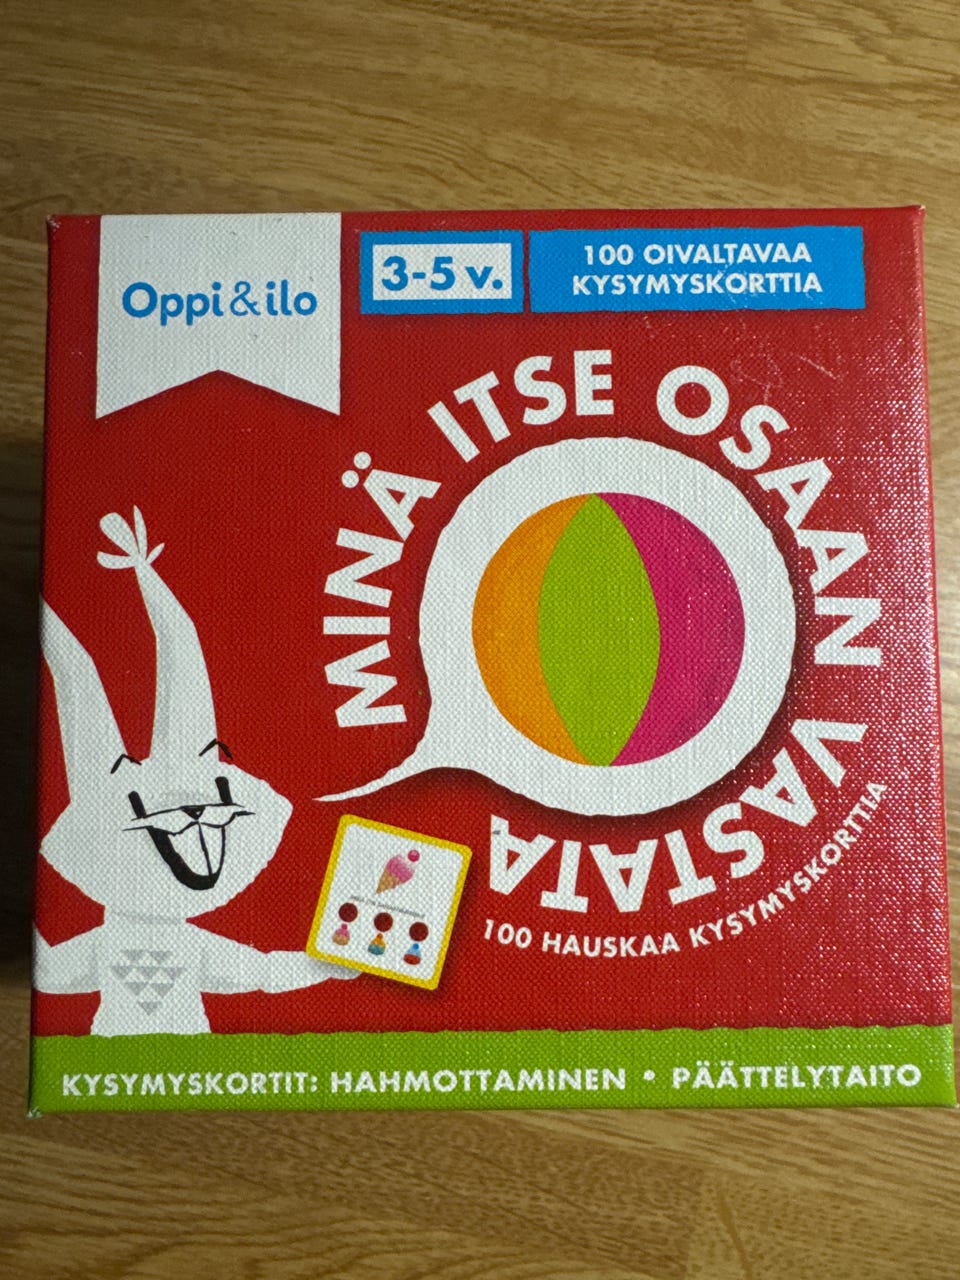 Oppi & ilo
3-5 v.
100 OIVALTAVAA
KYSYMYSKORTTIA
MINÄ ITSE OSAAN VASTATA
100 HAUSKAA KYSYMYSKORTTIA
KYSYMYSKORTIT: HAHMOTTAMINEN • PÄÄTTELYTAITO